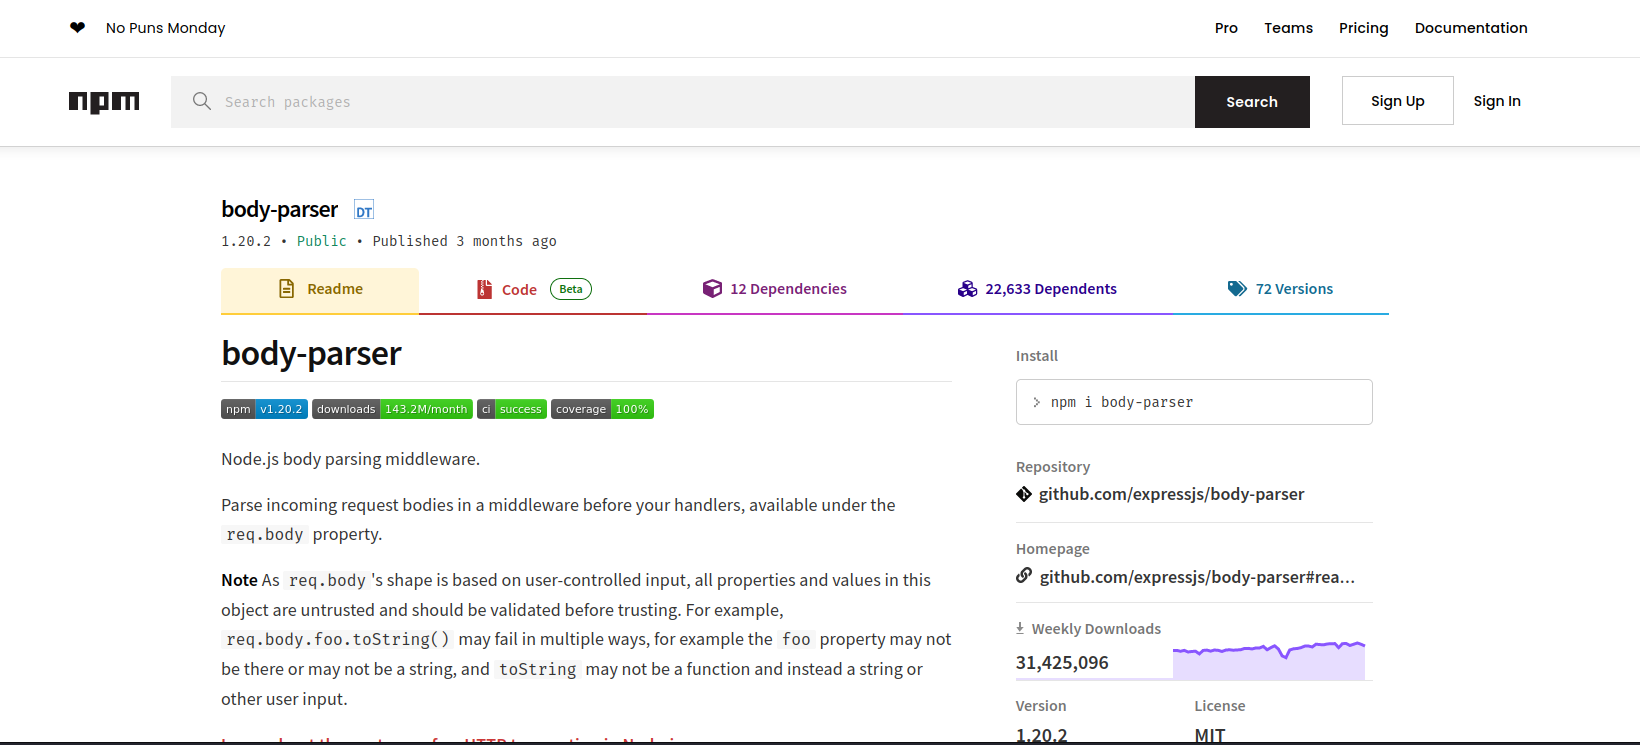 ❤ No Puns Monday
Pro Teams Pricing Documentation
npm
Search packages
Search
Sign Up
Sign In
body-parser DT
1.20.2 • Public • Published 3 months ago
Readme
Code Beta
12 Dependencies
22,633 Dependents
72 Versions
body-parser
npm v1.20.2 downloads 143.2M/month ci success coverage 100%
Node.js body parsing middleware.
Parse incoming request bodies in a middleware before your handlers, available under the
req.body property.
Note As req.body 's shape is based on user-controlled input, all properties and values in this
object are untrusted and should be validated before trusting. For example,
req.body.foo.toString() may fail in multiple ways, for example the foo property may not
be there or may not be a string, and toString may not be a function and instead a string or
other user input.
Install
> npm i body-parser
Repository
github.com/expressjs/body-parser
Homepage
github.com/expressjs/body-parser#rea...
Weekly Downloads
31,425,096
Version
1.20.2
License
MIT